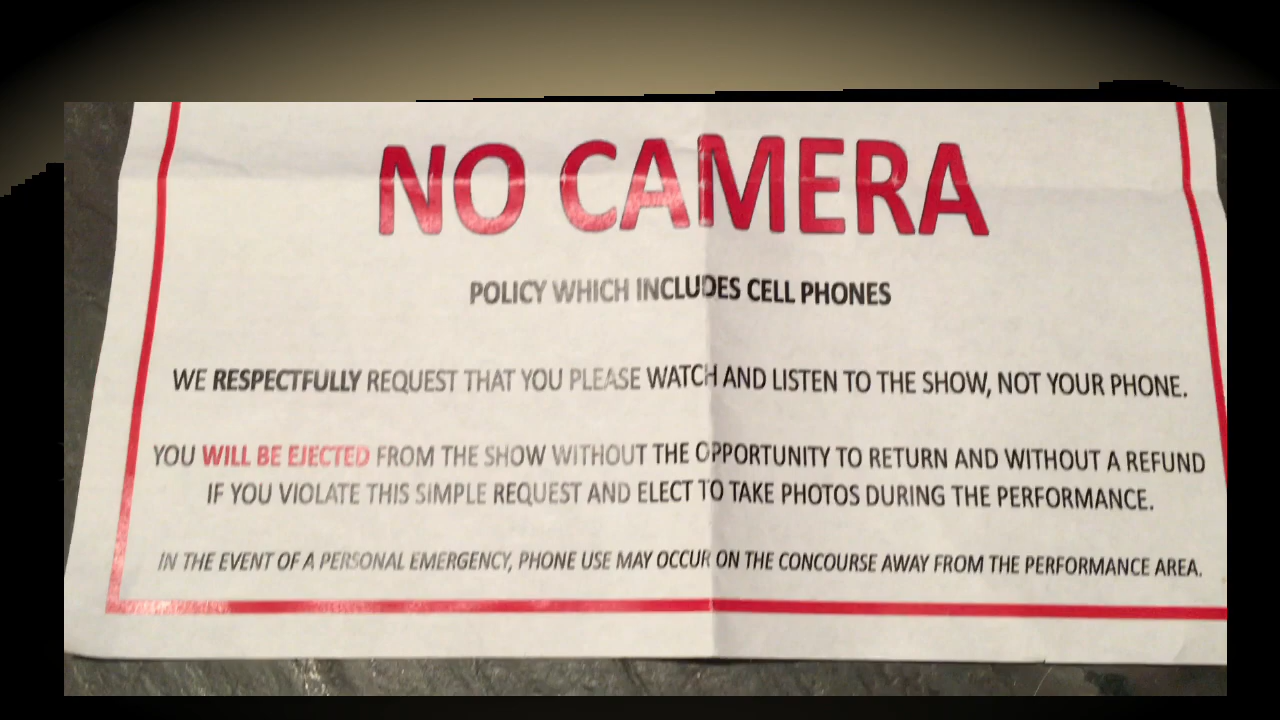 NO CAMERA
POLICY WHICH INCLUDES CELL PHONES
WE RESPECTFULLY REQUEST THAT YOU PLEASE WATCH AND LISTEN TO THE SHOW, NOT YOUR PHONE.
YOU WILL BE EJECTED FROM THE SHOW WITHOUT THE OPPORTUNITY TO RETURN AND WITHOUT A REFUND
IF YOU VIOLATE THIS SIMPLE REQUEST AND ELECT TO TAKE PHOTOS DURING THE PERFORMANCE.
IN THE EVENT OF A PERSONAL EMERGENCY, PHONE USE MAY OCCUR ON THE CONCOURSE AWAY FROM THE PERFORMANCE AREA.